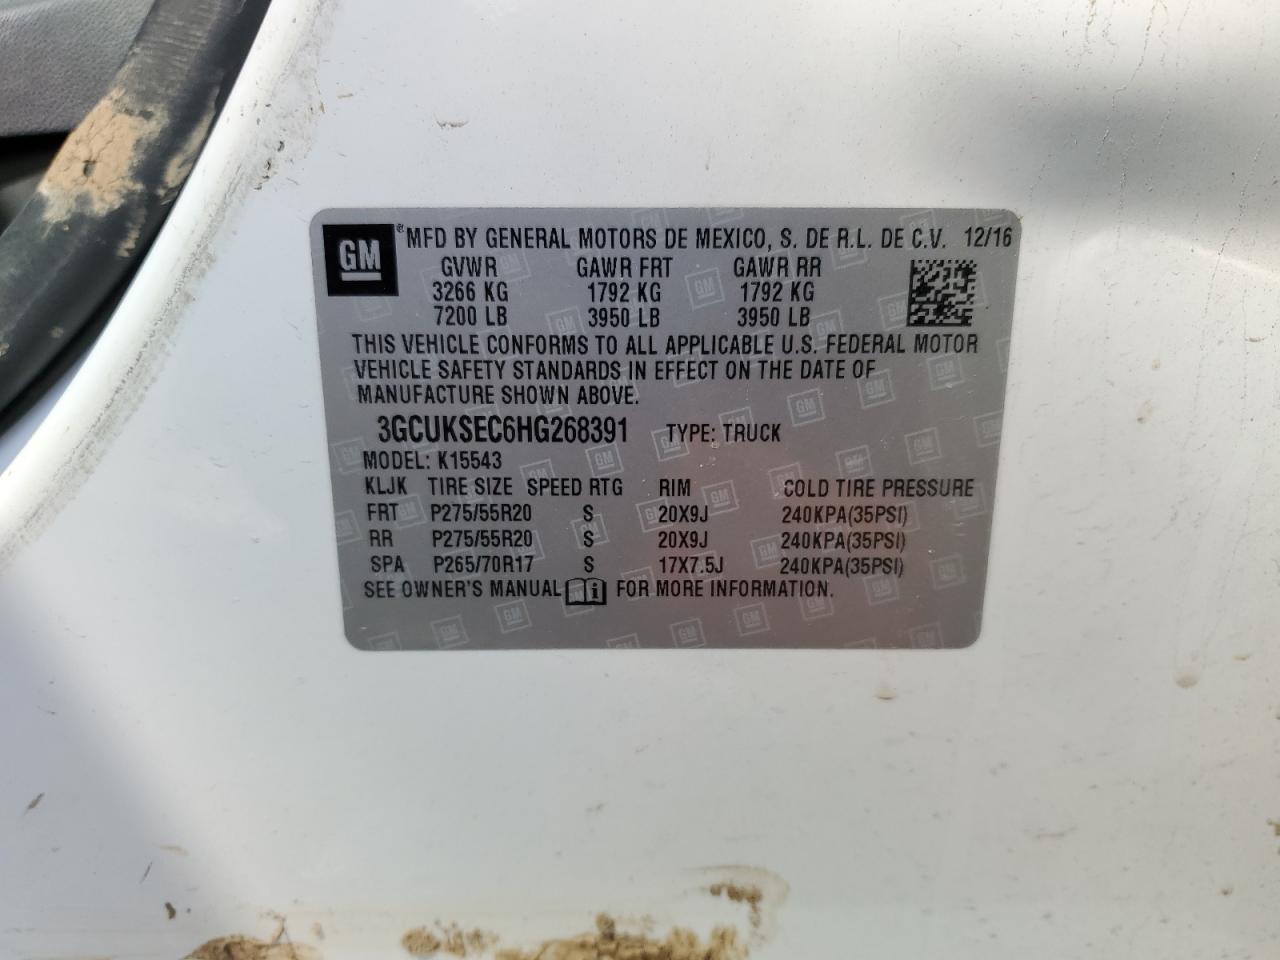 GM ® MFD BY GENERAL MOTORS DE MEXICO, S. DE R.L. DE C.V. 12/16
GVWR GAWR FRT GAWR RR
3266 KG 1792 KG 1792 KG
7200 LB 3950 LB 3950 LB
THIS VEHICLE CONFORMS TO ALL APPLICABLE U.S. FEDERAL MOTOR
VEHICLE SAFETY STANDARDS IN EFFECT ON THE DATE OF
MANUFACTURE SHOWN ABOVE.
3GCUKSEC6HG268391 TYPE: TRUCK
MODEL: K15543
KLJK TIRE SIZE SPEED RTG RIM COLD TIRE PRESSURE
FRT P275/55R20 S 20X9J 240KPA(35PSI)
RR P275/55R20 S 20X9J 240KPA(35PSI)
SPA P265/70R17 S 17X7.5J 240KPA(35PSI)
SEE OWNER'S MANUAL i FOR MORE INFORMATION.